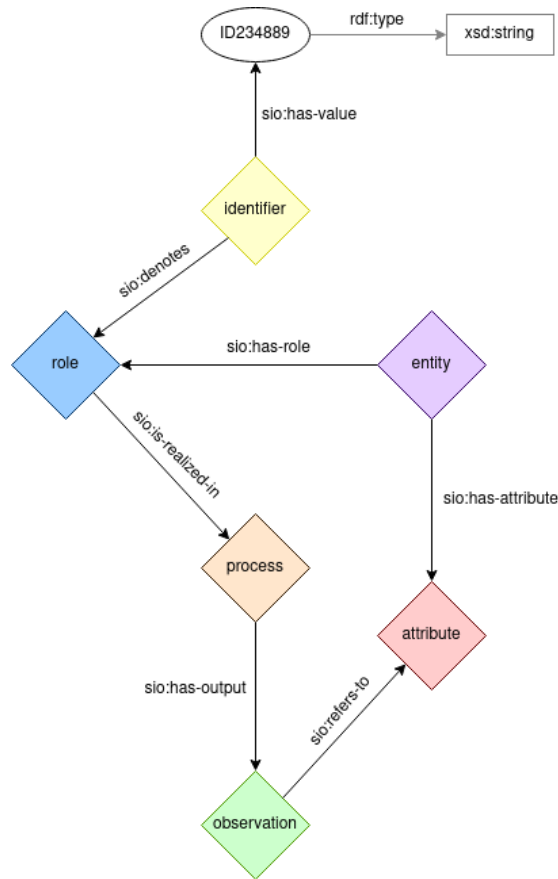 rdf:type
ID234889
xsd:string
sio:has-value
identifier
sio:denotes
sio:has-role
role
entity
sio:is-realized-in
sio:has-attribute
process
attribute
sio:has-output
sio:refers-to
observation